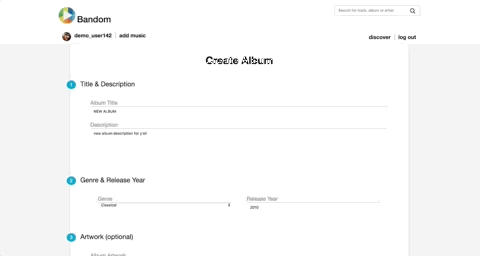 Bandom
Search for track, album or artist
demo_user142 add music
discover log out
Create Album
1 Title & Description
Album Title
NEW ALBUM
Description
new album description for y'all
2 Genre & Release Year
Genre Release Year
Classical 2010
3 Artwork (optional)
Album Artwork